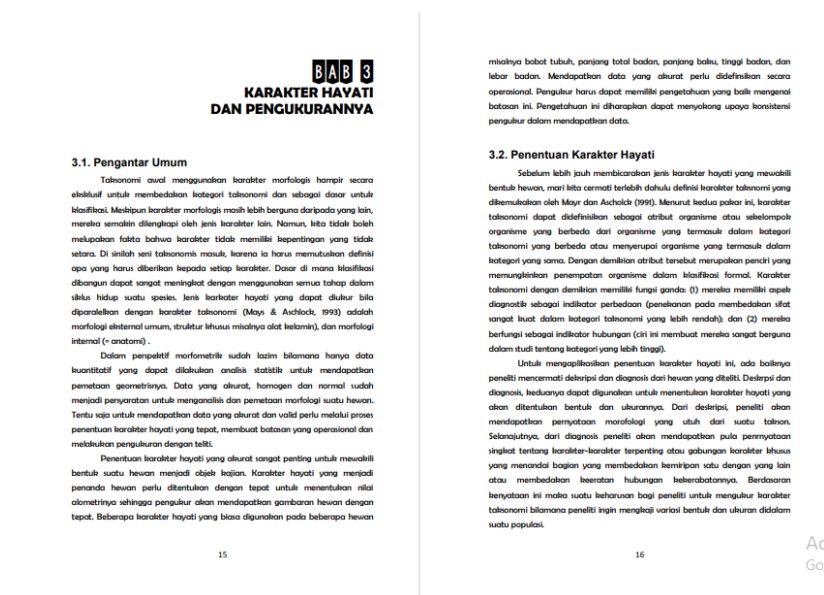 BAB 3
KARAKTER HAYATI
DAN PENGUKURANNYA
3.1. Pengantar Umum
Taksonomi awal menggunakan karakter morfologis hampir secara
eksklusif untuk membedakan kategori taksonomi dan sebagai dasar untuk
klasifikasi. Meskipun karakter morfologis masih lebih berguna daripada yang lain,
mereka semakin dilengkapi oleh jenis karakter lain. Namun, kita tidak boleh
melupakan fakta bahwa karakter tidak memiliki kepentingan yang tidak
setara. Di sinilah seni taksonomis masuk, karena ia harus memutuskan definisi
apa yang harus diberikan kepada setiap karakter. Dasar di mana klasifikasi
dibangun dapat sangat meningkat dengan menggunakan semua tahap dalam
siklus hidup suatu spesies. Jenis karkater hayati yang dapat diukur bila
diparalelkan dengan karakter taksonomi (Mays & Aschlock, 1993) adalah
morfologi eksternal umum, struktur khusus misalnya alat kelamin), dan morfologi
internal (= anatomi) .
Dalam perspektif morfometrik sudah lazim bilamana hanya data
kuantitatif yang dapat dilakukan analisis statistik untuk mendapatkan
pemetaan geometrisnya. Data yang akurat, homogen dan normal sudah
menjadi penyaratan untuk menganalisis dan pemetaan morfologi suatu hewan.
Tentu saja untuk mendapatkan data yang akurat dan valid perlu melalui proses
penentuan karakter hayati yang tepat, membuat batasan yang operasional dan
melakukan pengukuran dengan teliti.
Penentuan karakter hayati yang akurat sangat penting untuk mewakili
bentuk suatu hewan menjadi objek kajian. Karakter hayati yang menjadi
penanda hewan perlu ditentukan dengan tepat untuk menentukan nilai
alometrinya sehingga pengukur akan mendapatkan gambaran hewan dengan
tepat. Beberapa karakter hayati yang biasa digunakan pada beberapa hewan
15
misalnya bobot tubuh, panjang total badan, panjang baku, tinggi badan, dan
lebar badan. Mendapatkan data yang akurat perlu didefinsikan secara
operasional. Pengukur harus dapat memiliki pengetahuan yang baik mengenai
batasan ini. Pengetahuan ini diharapkan dapat menyokong upaya konsistensi
pengukur dalam mendapatkan data.
3.2. Penentuan Karakter Hayati
Sebelum lebih jauh membicarakan jenis karakter hayati yang mewakili
bentuk hewan, mari kita cermati terlebih dahulu definisi karakter taksnomi yang
dikemukakan oleh Mayr dan Ascholck (1991). Menurut kedua pakar ini, karakter
taksonomi dapat didefinisikan sebagai atribut organisme atau sekelompok
organisme yang berbeda dari organisme yang termasuk dalam kategori
taksonomi yang berbeda atau menyerupai organisme yang termasuk dalam
kategori yang sama. Dengan demikian atribut tersebut merupakan penciri yang
memungkinkan penempatan organisme dalam klasifikasi formal. Karakter
taksonomi dengan demikian memiliki fungsi ganda: (1) mereka memiliki aspek
diagnostik sebagai indikator perbedaan (penekanan pada membedakan sifat
sangat kuat dalam kategori taksonomi yang lebih rendah); dan (2) mereka
berfungsi sebagai indikator hubungan (ciri ini membuat mereka sangat berguna
dalam studi tentang kategori yang lebih tinggi).
Untuk mengaplikasikan penentuan karakter hayati ini, ada baiknya
peneliti mencermati deksripsi dan diagnosis dari hewan yang diteliti. Deskrpsi dan
diagnosis, keduanya dapat digunakan untuk menentukan karakter hayati yang
akan ditentukan bentuk dan ukurannya. Dari deskripsi, peneliti akan
mendapatkan pernyataan morofologi yang utuh dari suatu takson.
Selanajutnya, dari diagnosis peneliti akan mendapatkan pula penrnyataan
singkat tentang karakter-karakter terpenting atau gabungan karakter khusus
yang menandai bagian yang membedakan kemiripan satu dengan yang lain
atau membedakan keeratan hubungan kekerabatannya. Berdasaran
kenyataan ini maka suatu keharusan bagi peneliti untuk mengukur karakter
taksonomi bilamana peneliti ingin mengkaji variasi bentuk dan ukuran didalam
suatu populasi.
16
Ac
Go